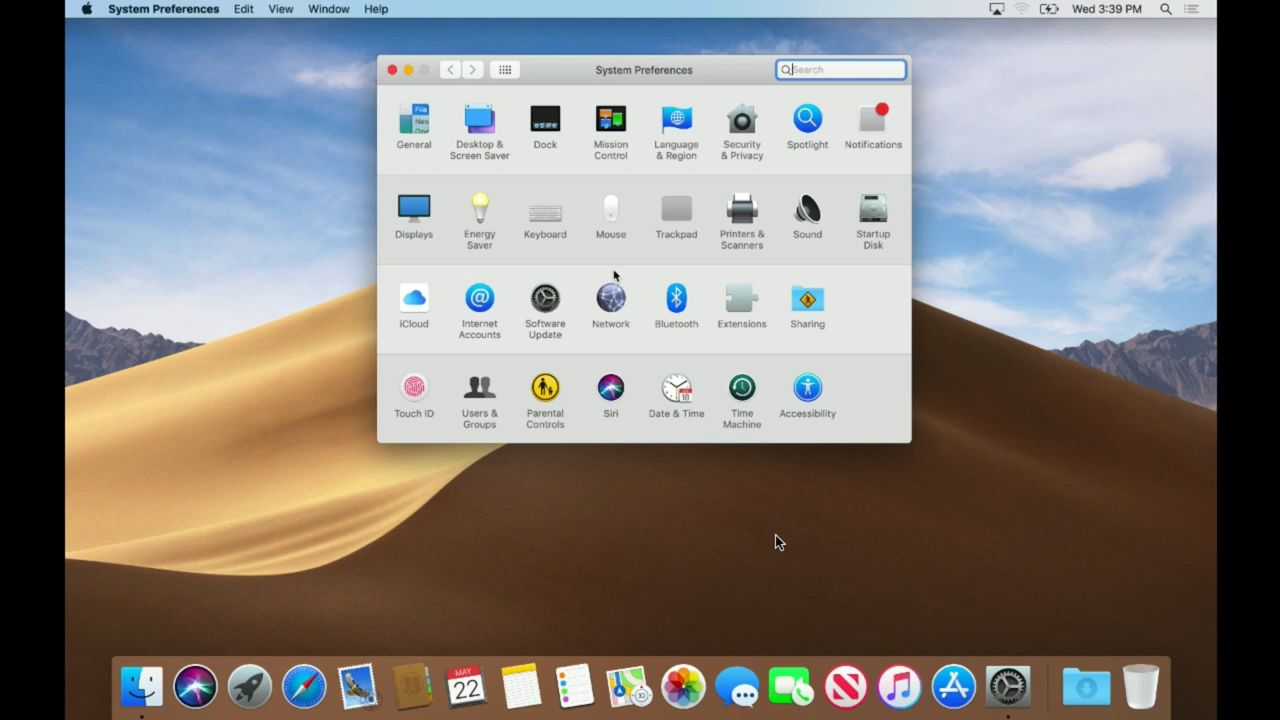 System Preferences Edit View Window Help Wed 3:39 PM
System Preferences Search
General Desktop & Screen Saver Dock Mission Control Language & Region Security & Privacy Spotlight Notifications
Displays Energy Saver Keyboard Mouse Trackpad Printers & Scanners Sound Startup Disk
iCloud Internet Accounts Software Update Network Bluetooth Extensions Sharing
Touch ID Users & Groups Parental Controls Siri Date & Time Time Machine Accessibility
MAY
22